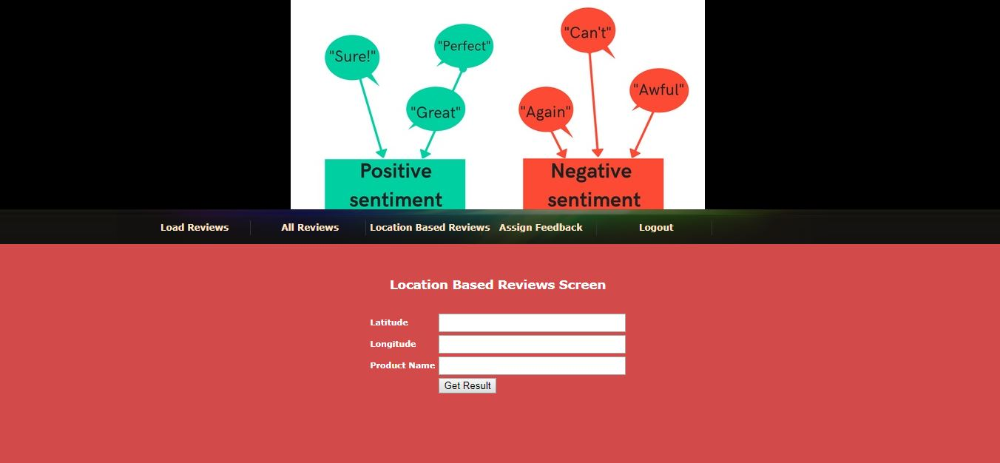 "Sure!"
"Perfect"
"Great"
"Can't"
"Again"
"Awful"
Positive
sentiment
Negative
sentiment
Load Reviews All Reviews Location Based Reviews Assign Feedback Logout
Location Based Reviews Screen
Latitude
Longitude
Product Name
Get Result